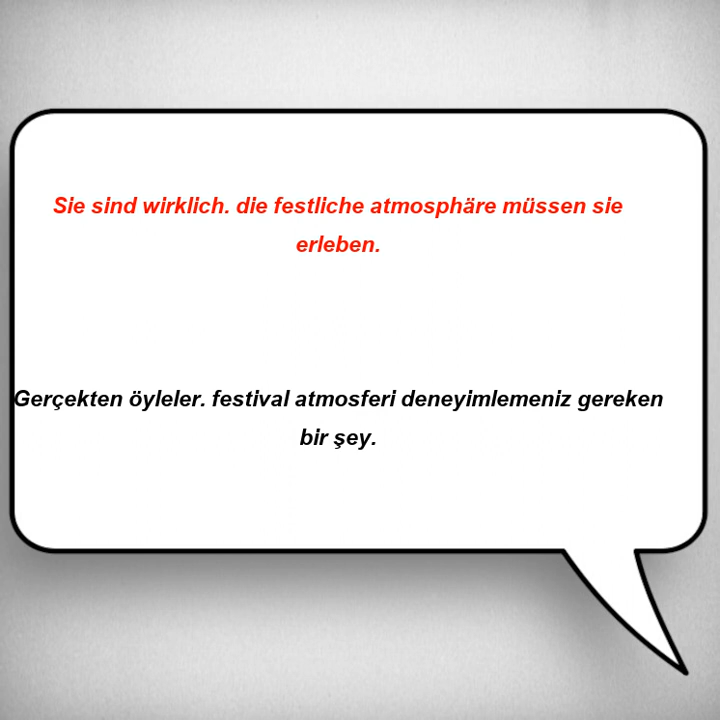 Sie sind wirklich. die festliche atmosphäre müssen sie
erleben.
Gerçekten öyleler. festival atmosferi deneyimlemeniz gereken
bir şey.